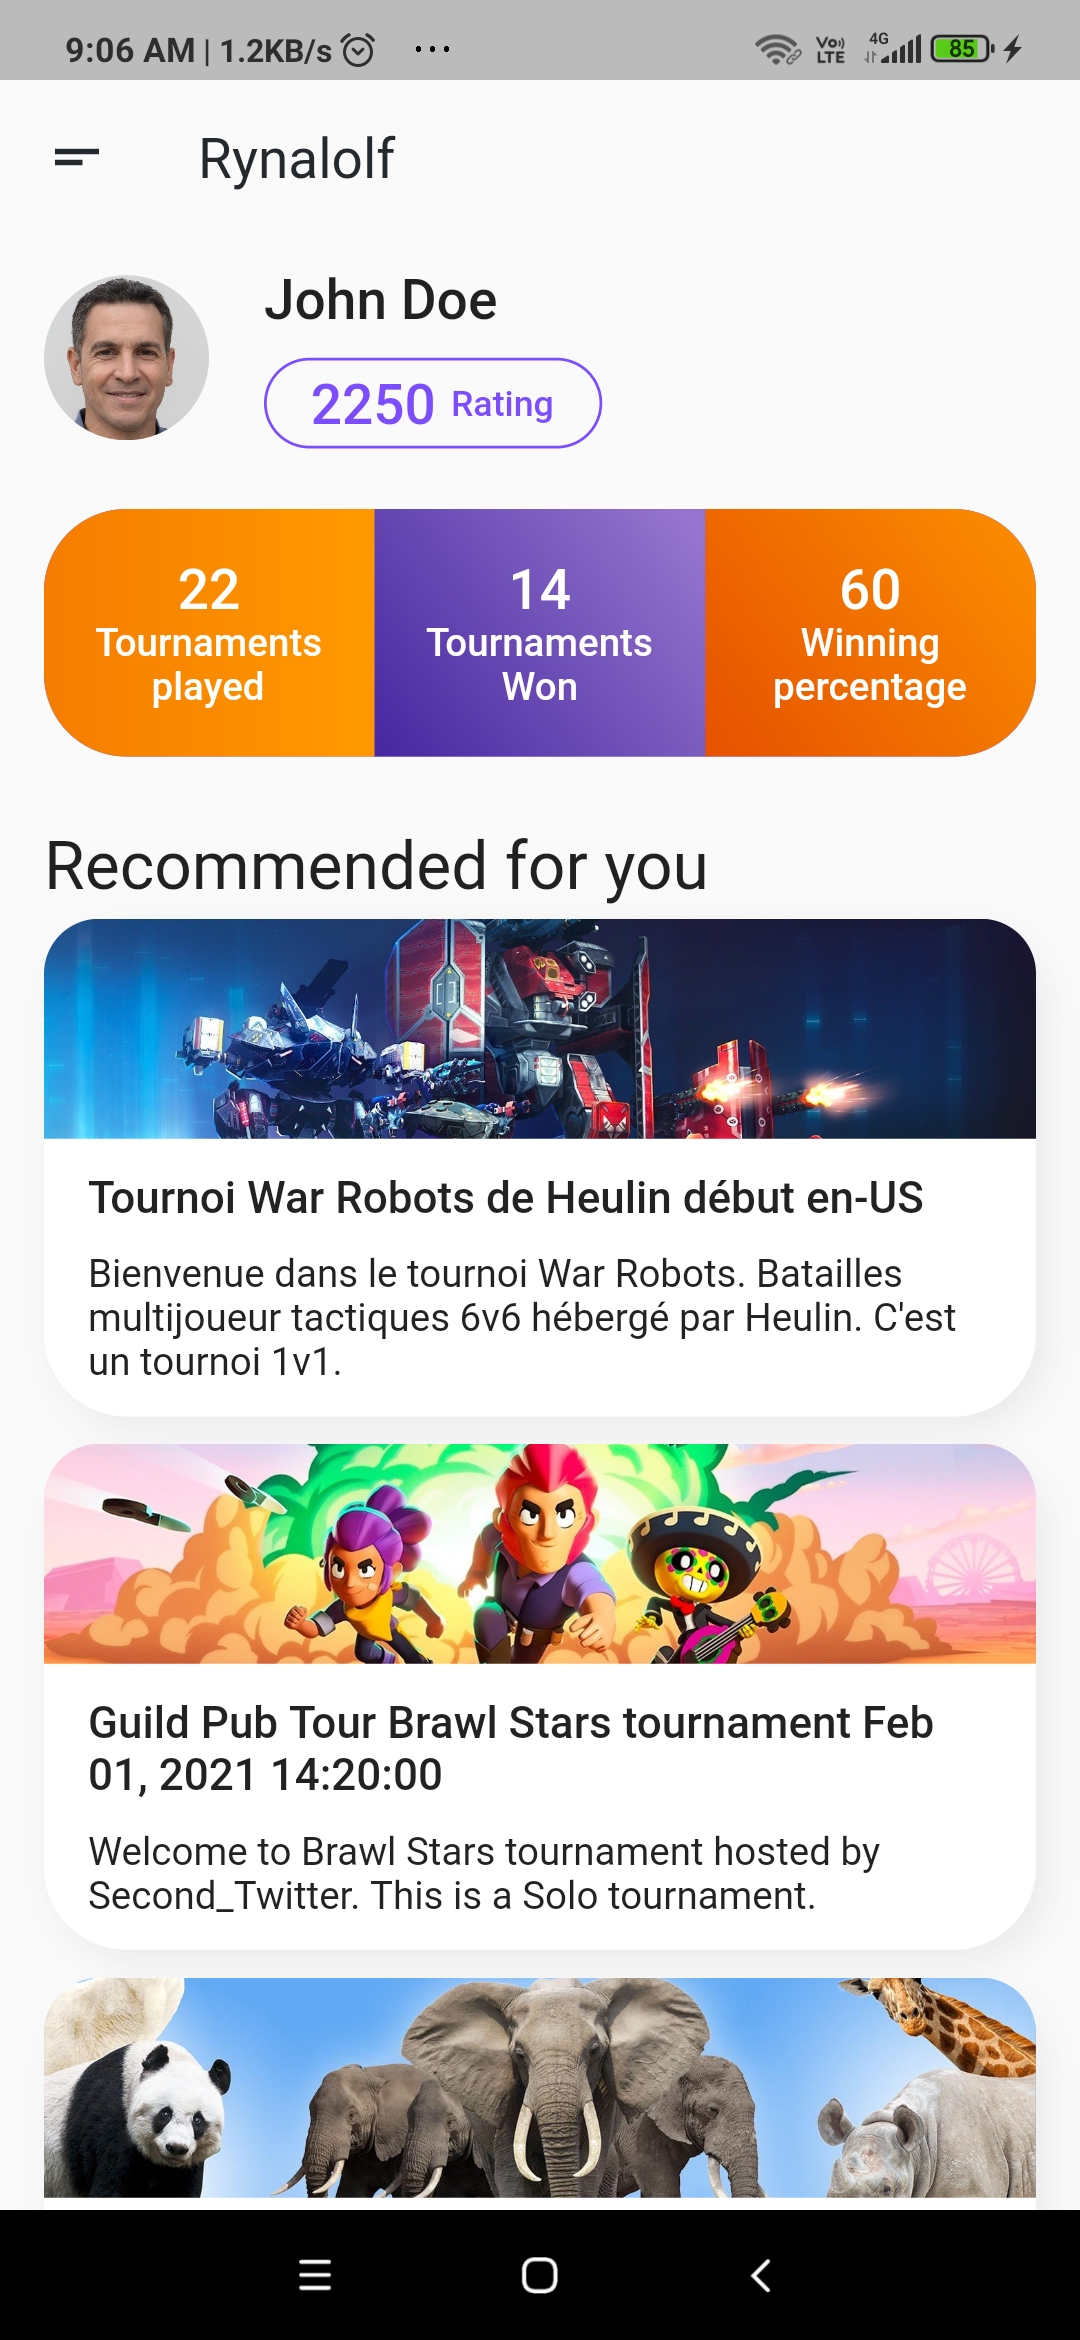 9:06 AM | 1.2KB/s ...
Vo) LTE 4G 85
Rynalolf
John Doe
2250 Rating
22
Tournaments
played
14
Tournaments
Won
60
Winning
percentage
Recommended for you
Tournoi War Robots de Heulin début en-US
Bienvenue dans le tournoi War Robots. Batailles
multijoueur tactiques 6v6 hébergé par Heulin. C'est
un tournoi 1v1.
Guild Pub Tour Brawl Stars tournament Feb
01, 2021 14:20:00
Welcome to Brawl Stars tournament hosted by
Second_Twitter. This is a Solo tournament.